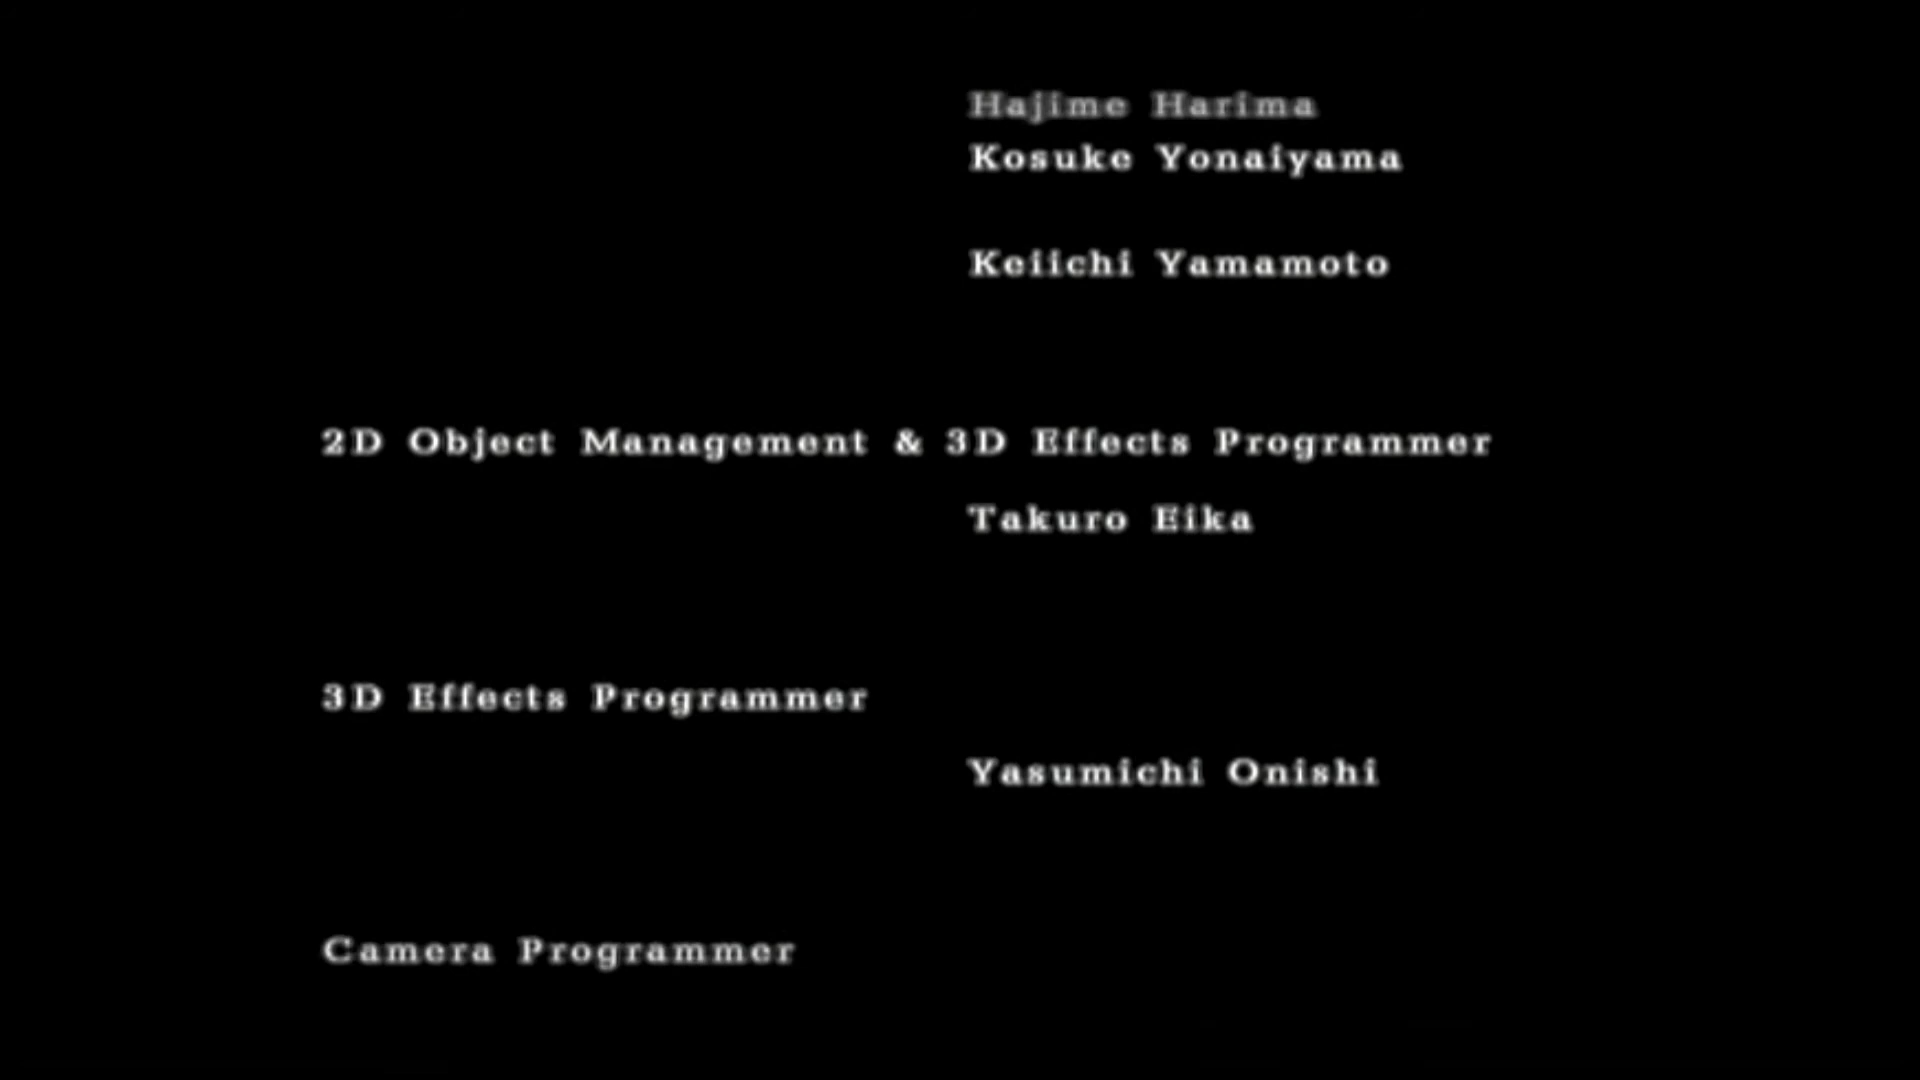 Hajime Harima
Kosuke Yonaiyama
Keiichi Yamamoto
2D Object Management & 3D Effects Programmer
Takuro Eika
3D Effects Programmer
Yasumichi Onishi
Camera Programmer